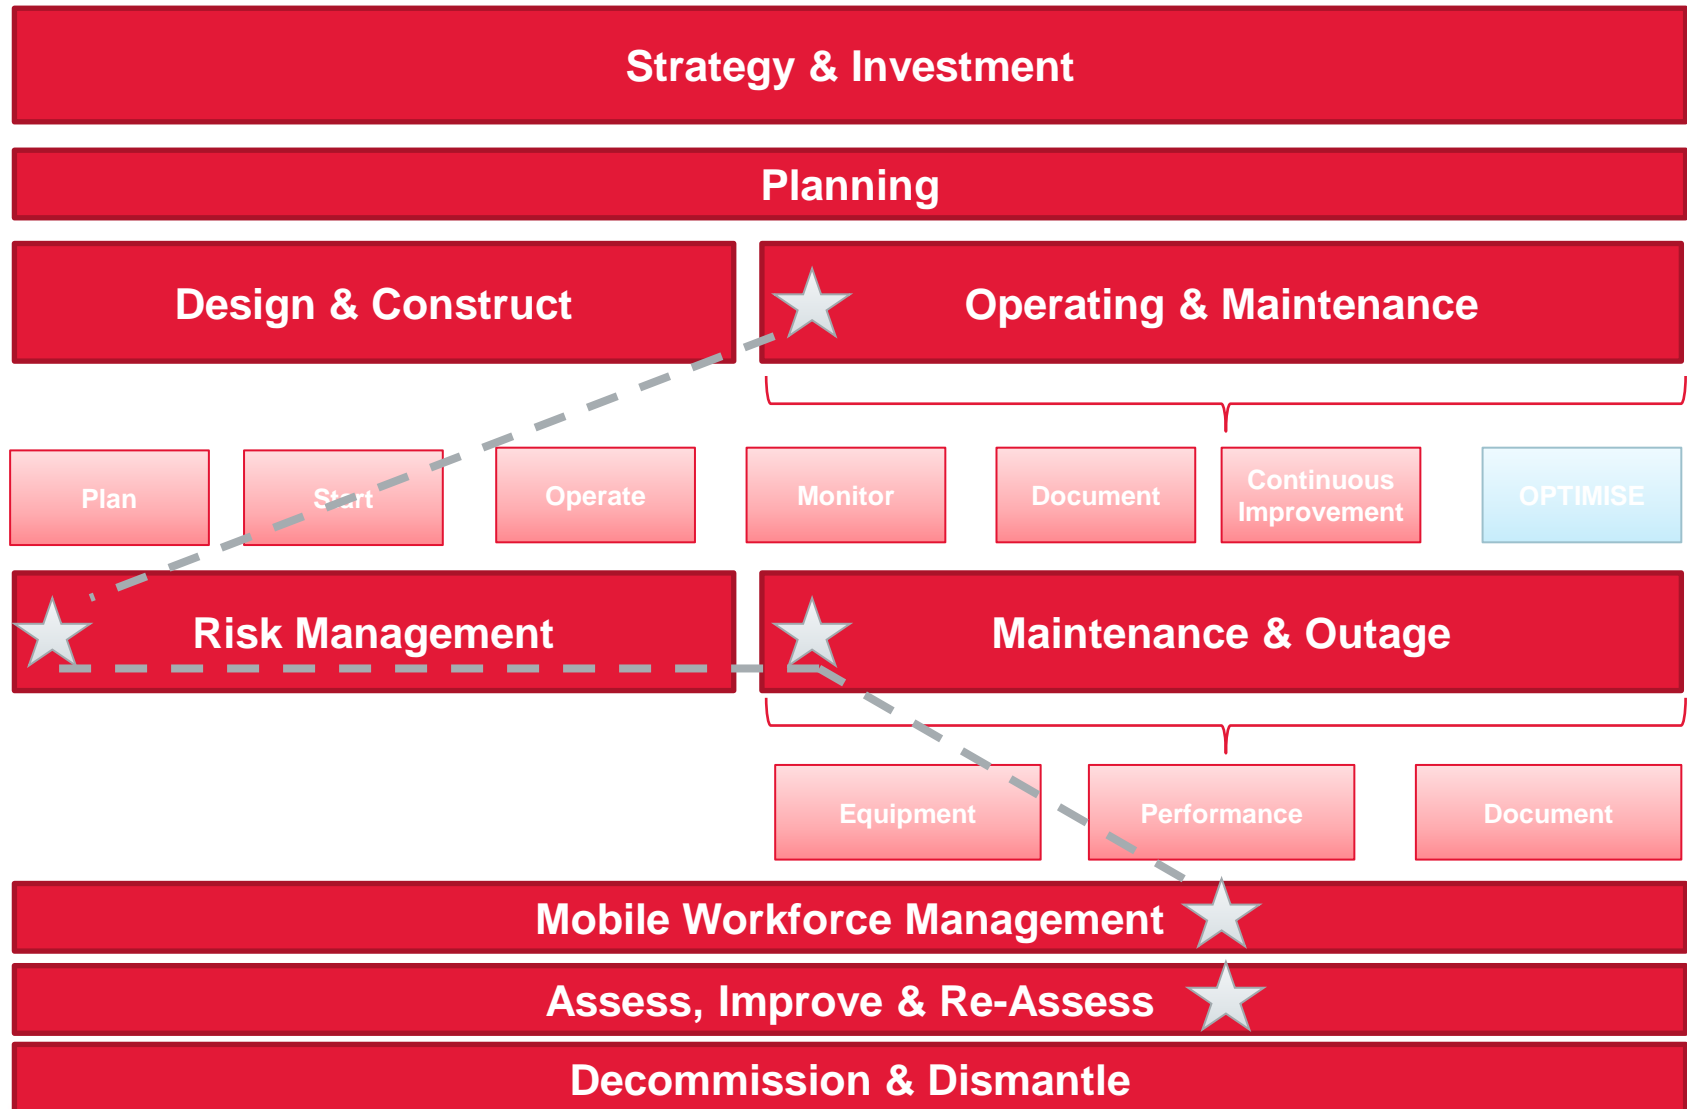 Strategy & Investment
Planning
Design & Construct
Operating & Maintenance
Plan
Start
Operate
Monitor
Document
Continuous
Improvement
OPTIMISE
Risk Management
Maintenance & Outage
Equipment
Performance
Document
Mobile Workforce Management
Assess, Improve & Re-Assess
Decommission & Dismantle